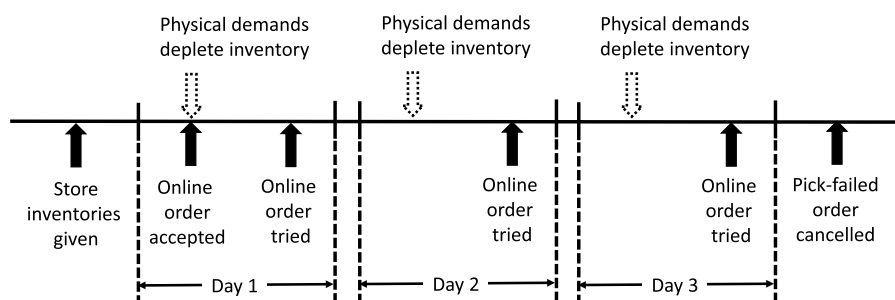 Physical demands
deplete inventory
Physical demands
deplete inventory
Physical demands
deplete inventory
Store
inventories
given
Online
order
accepted
Online
order
tried
Online
order
tried
Online
order
tried
Pick-failed
order
cancelled
Day 1
Day 2
Day 3